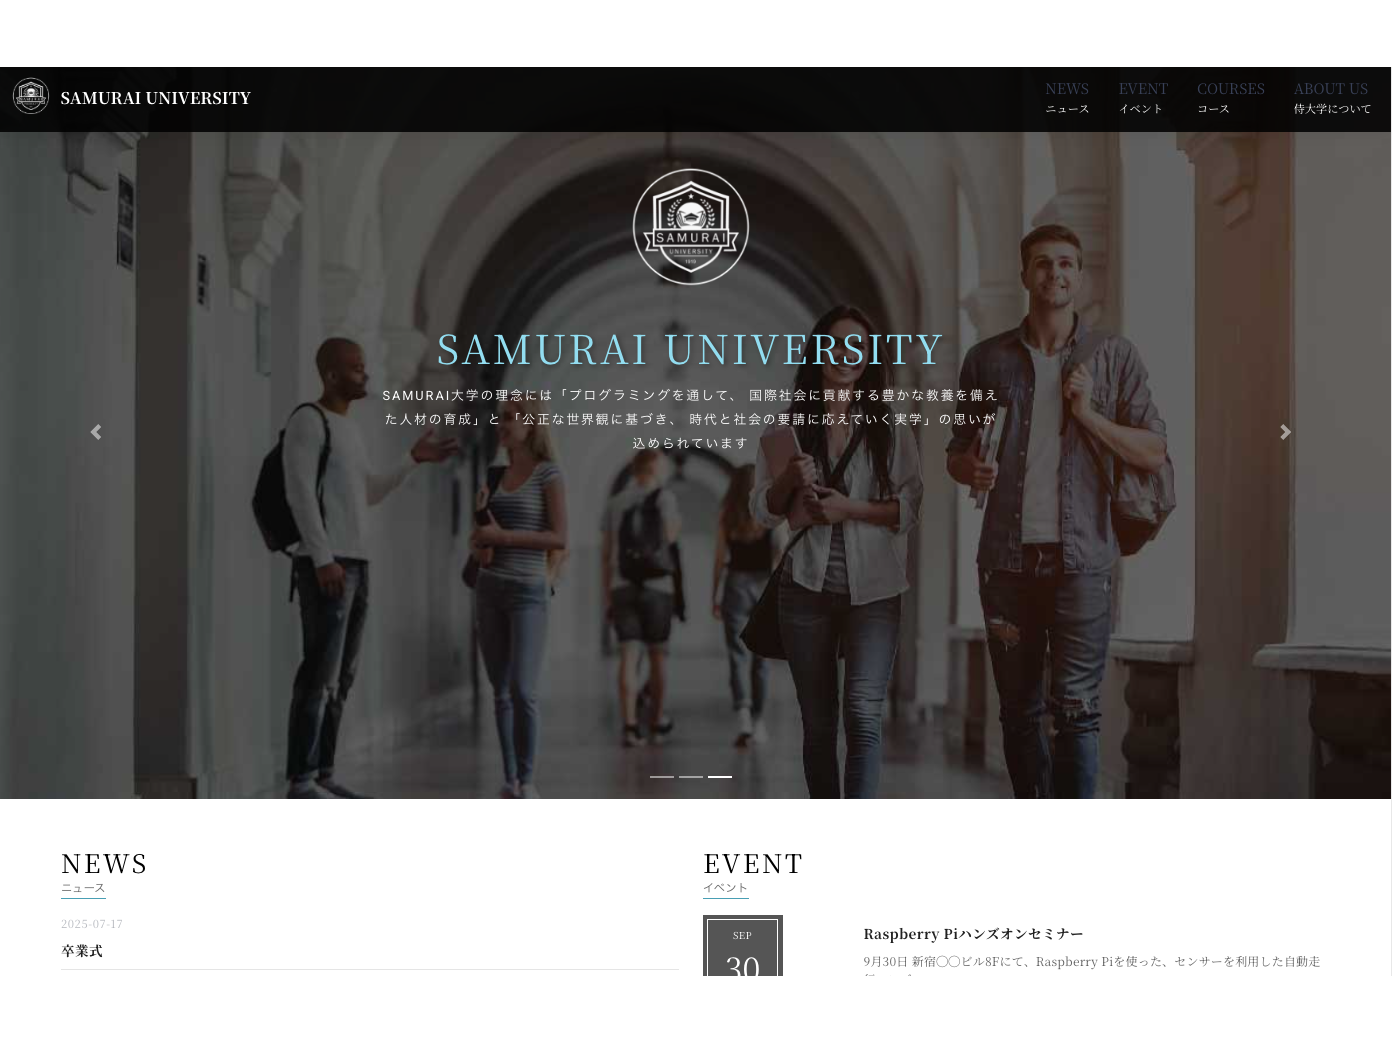 SAMURAI UNIVERSITY
NEWS
ニュース
EVENT
イベント
COURSES
コース
ABOUT US
侍大学について
SAMURAI
UNIVERSITY
SAMURAI UNIVERSITY
SAMURAI大学の理念には「プログラミングを通して、 国際社会に貢献する豊かな教養を備え
た人材の育成」と 「公正な世界観に基づき、 時代と社会の要請に応えていく実学」の思いが
込められています
NEWS
ニュース
2025-07-17
卒業式
EVENT
イベント
SEP
30
Raspberry Piハンズオンセミナー
9月30日 新宿〇〇ビル8Fにて、Raspberry Piを使った、センサーを利用した自動走